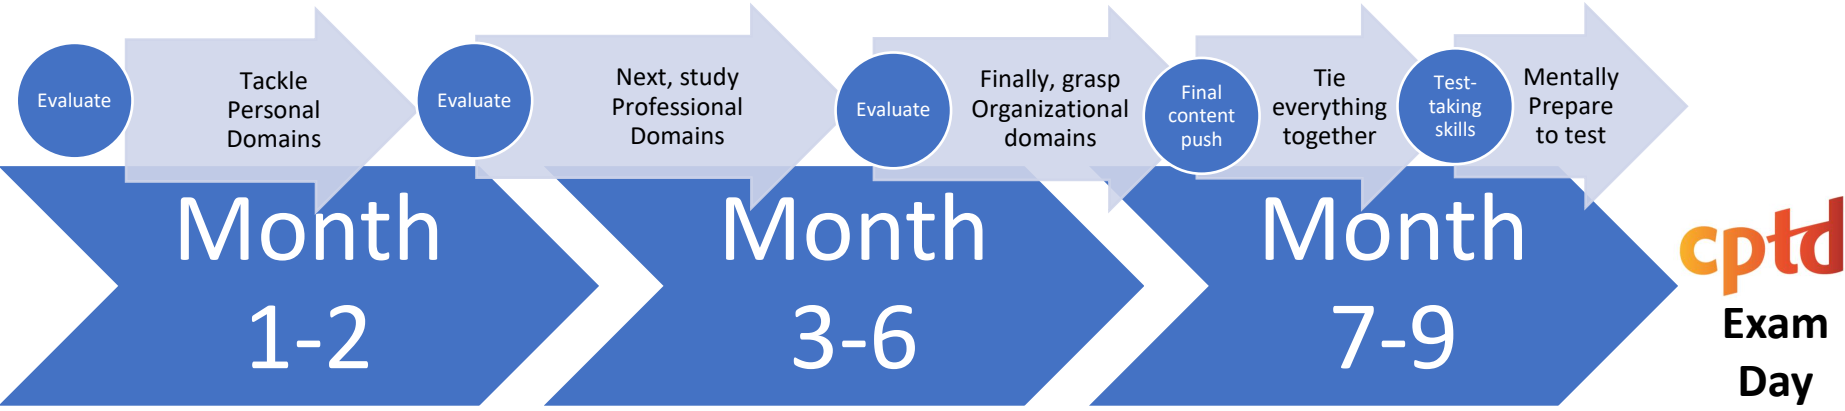 Evaluate
Tackle
Personal
Domains
Evaluate
Next, study
Professional
Domains
Evaluate
Finally, grasp
Organizational
domains
Final
content
push
Tie
everything
together
Test-
taking
skills
Mentally
Prepare
to test
Month
1-2
Month
3-6
Month
7-9
cptd
Exam
Day